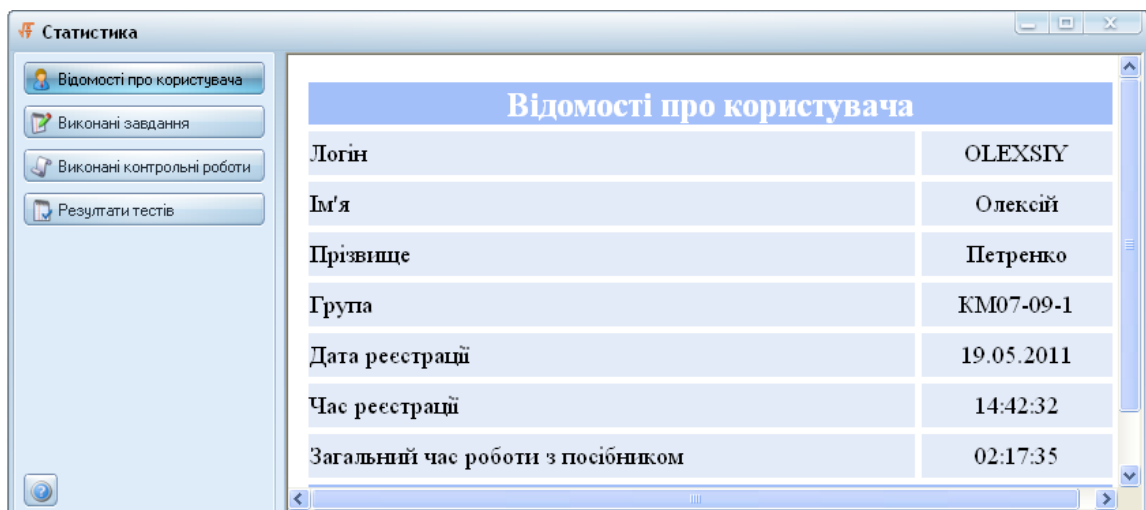 Статистика
Відомості про користувача
Виконані завдання
Виконані контрольні роботи
Резултати тестів
Відомості про користувача
Логін OLEXSIY
Ім'я Олексій
Прізвище Петренко
Група КМ07-09-1
Дата реєстрації 19.05.2011
Час реєстрації 14:42:32
Загальний час роботи з посібником 02:17:35